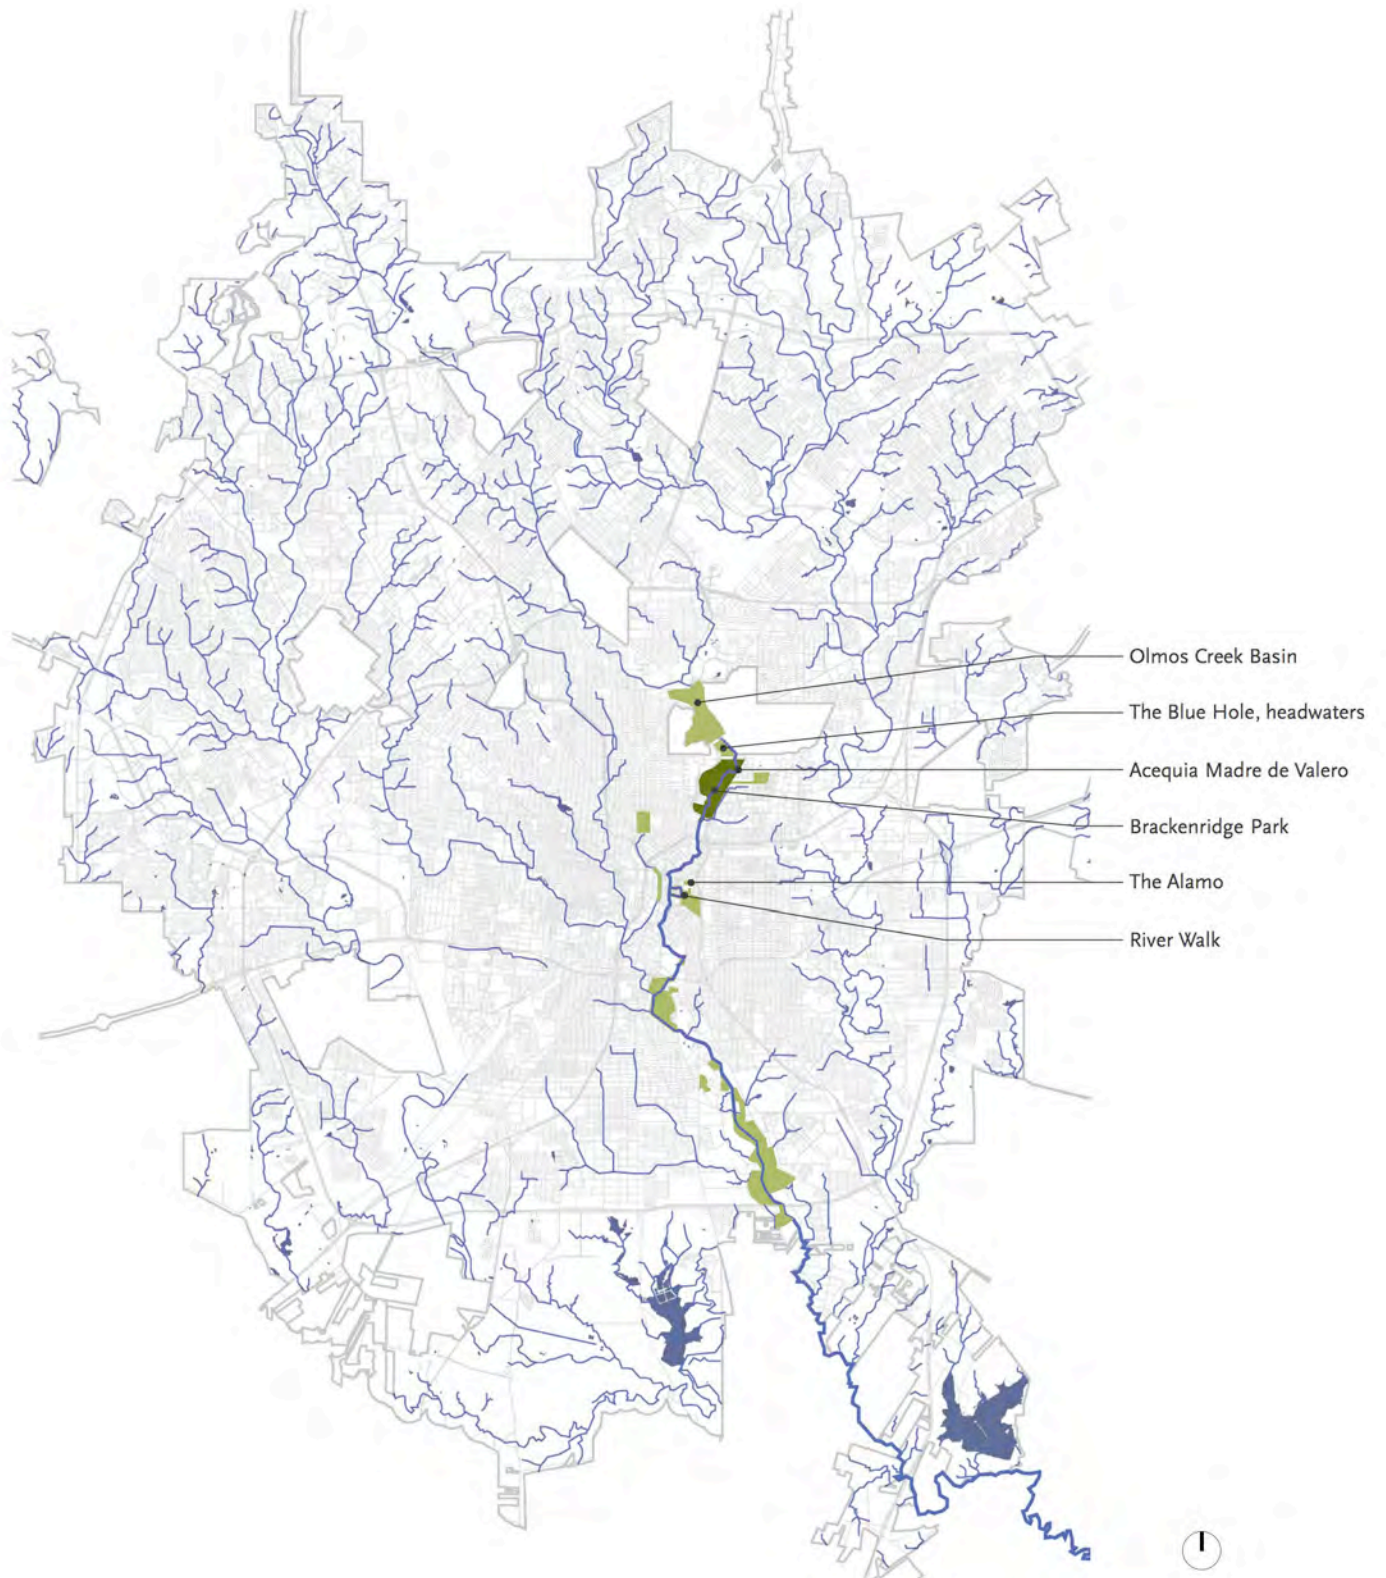 Olmos Creek Basin
The Blue Hole, headwaters
Acequia Madre de Valero
Brackenridge Park
The Alamo
River Walk